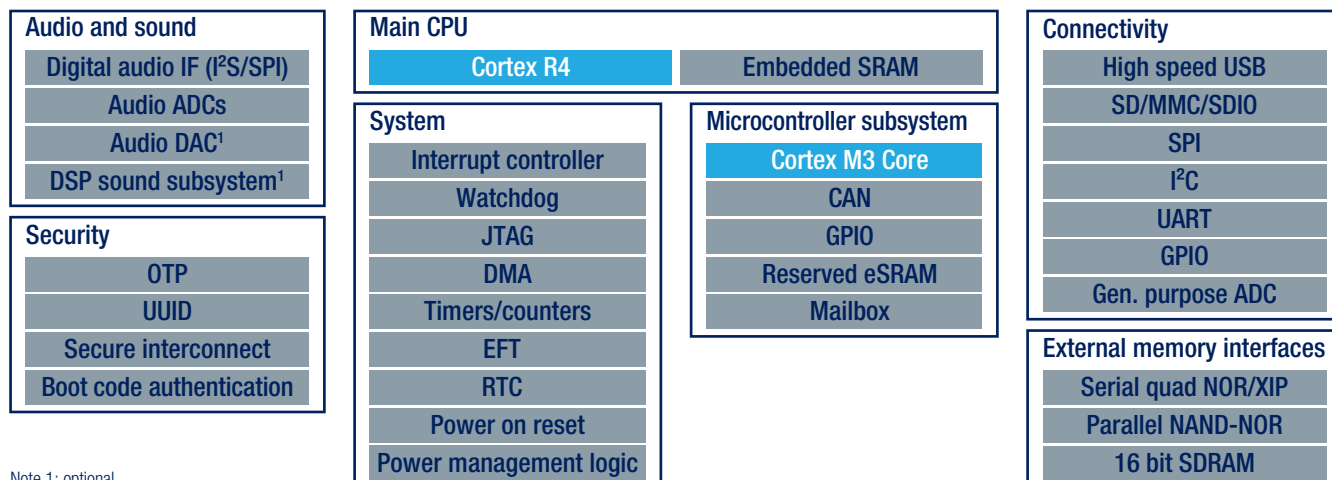 Audio and sound
Digital audio IF (I²S/SPI)
Audio ADCs
Audio DAC¹
DSP sound subsystem¹
Security
OTP
UUID
Secure interconnect
Boot code authentication
Note 1: optional
Main CPU
Cortex R4
Embedded SRAM
System
Interrupt controller
Watchdog
JTAG
DMA
Timers/counters
EFT
RTC
Power on reset
Power management logic
Microcontroller subsystem
Cortex M3 Core
CAN
GPIO
Reserved eSRAM
Mailbox
Connectivity
High speed USB
SD/MMC/SDIO
SPI
I²C
UART
GPIO
Gen. purpose ADC
External memory interfaces
Serial quad NOR/XIP
Parallel NAND-NOR
16 bit SDRAM